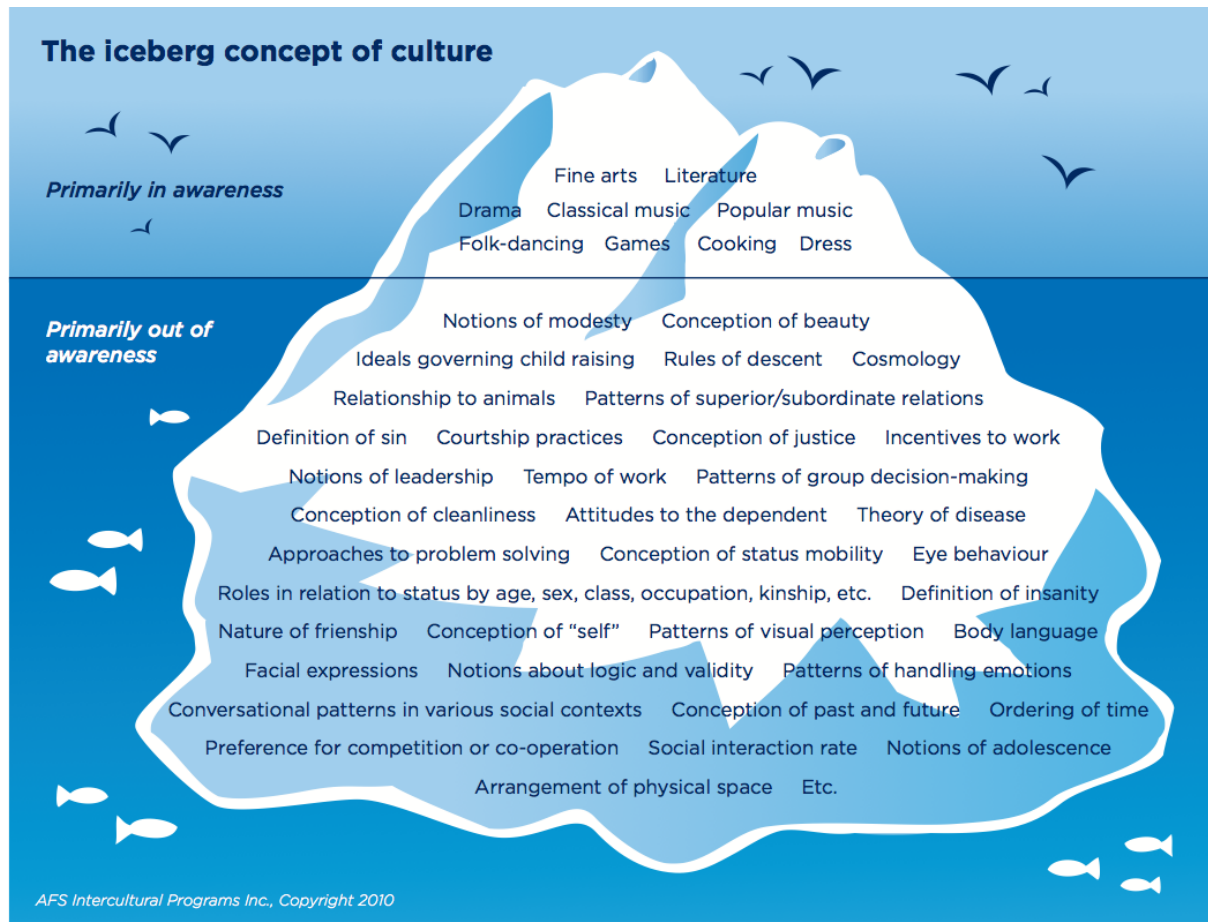 The iceberg concept of culture
Primarily in awareness
Fine arts Literature
Drama Classical music Popular music
Folk-dancing Games Cooking Dress
Primarily out of
awareness
Notions of modesty Conception of beauty
Ideals governing child raising Rules of descent Cosmology
Relationship to animals Patterns of superior/subordinate relations
Definition of sin Courtship practices Conception of justice Incentives to work
Notions of leadership Tempo of work Patterns of group decision-making
Conception of cleanliness Attitudes to the dependent Theory of disease
Approaches to problem solving Conception of status mobility Eye behaviour
Roles in relation to status by age, sex, class, occupation, kinship, etc. Definition of insanity
Nature of frienship Conception of “self” Patterns of visual perception Body language
Facial expressions Notions about logic and validity Patterns of handling emotions
Conversational patterns in various social contexts Conception of past and future Ordering of time
Preference for competition or co-operation Social interaction rate Notions of adolescence
Arrangement of physical space Etc.
AFS Intercultural Programs Inc., Copyright 2010